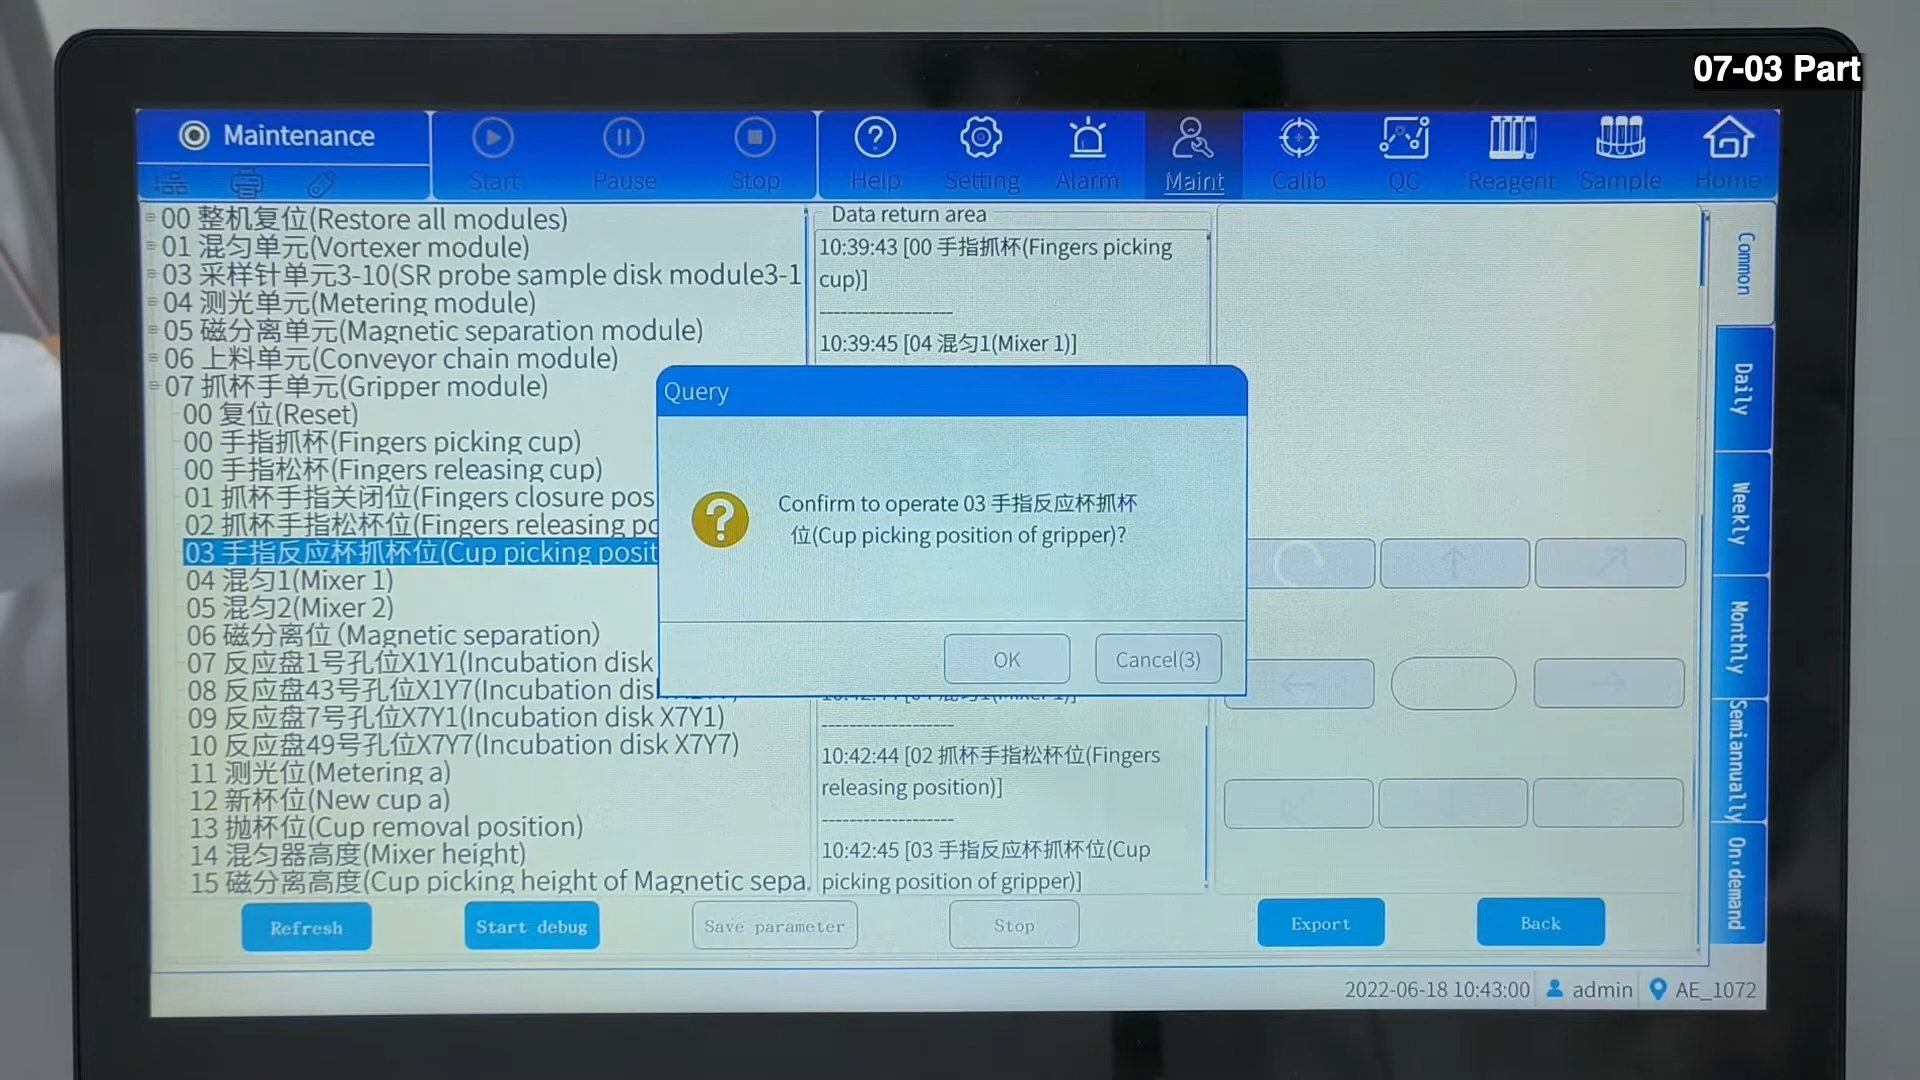 07-03 Part
Maintenance
Start
Pause
Stop
Help
Setting
Alarm
Maint
Calib
QC
Reagent
Sample
Home
00 整机复位(Restore all modules)
01 混匀单元(Vortexer module)
03 采样针单元3-10(SR probe sample disk module3-1
04 测光单元(Metering module)
05 磁分离单元(Magnetic separation module)
06 上料单元(Conveyor chain module)
07 抓杯手单元(Gripper module)
00 复位(Reset)
00 手指抓杯(Fingers picking cup)
00 手指松杯(Fingers releasing cup)
01 抓杯手指关闭位(Fingers closure pos
02 抓杯手指松杯位(Fingers releasing po
03 手指反应杯抓杯位(Cup picking posit
04 混匀1(Mixer 1)
05 混匀2(Mixer 2)
06 磁分离位 (Magnetic separation)
07 反应盘1号孔位X1Y1(Incubation disk
08 反应盘43号孔位X1Y7(Incubation disk
09 反应盘7号孔位X7Y1(Incubation disk X7Y1)
10 反应盘49号孔位X7Y7(Incubation disk X7Y7)
11 测光位(Metering a)
12 新杯位(New cup a)
13 抛杯位(Cup removal position)
14 混匀器高度(Mixer height)
15 磁分离高度(Cup picking height of Magnetic sepa.
Data return area
10:39:43 [00 手指抓杯(Fingers picking
cup)]
-------------------
10:39:45 [04 混匀1(Mixer 1)]
Query
Confirm to operate 03 手指反应杯抓杯
位(Cup picking position of gripper)?
OK
Cancel(3)
-------------------
10:42:44 [02 抓杯手指松杯位(Fingers
releasing position)]
-------------------
10:42:45 [03 手指反应杯抓杯位(Cup
picking position of gripper)]
Common
Daily
Weekly
Monthly
Semiannually
On-demand
Refresh
Start debug
Save parameter
Stop
Export
Back
2022-06-18 10:43:00
admin
AE_1072